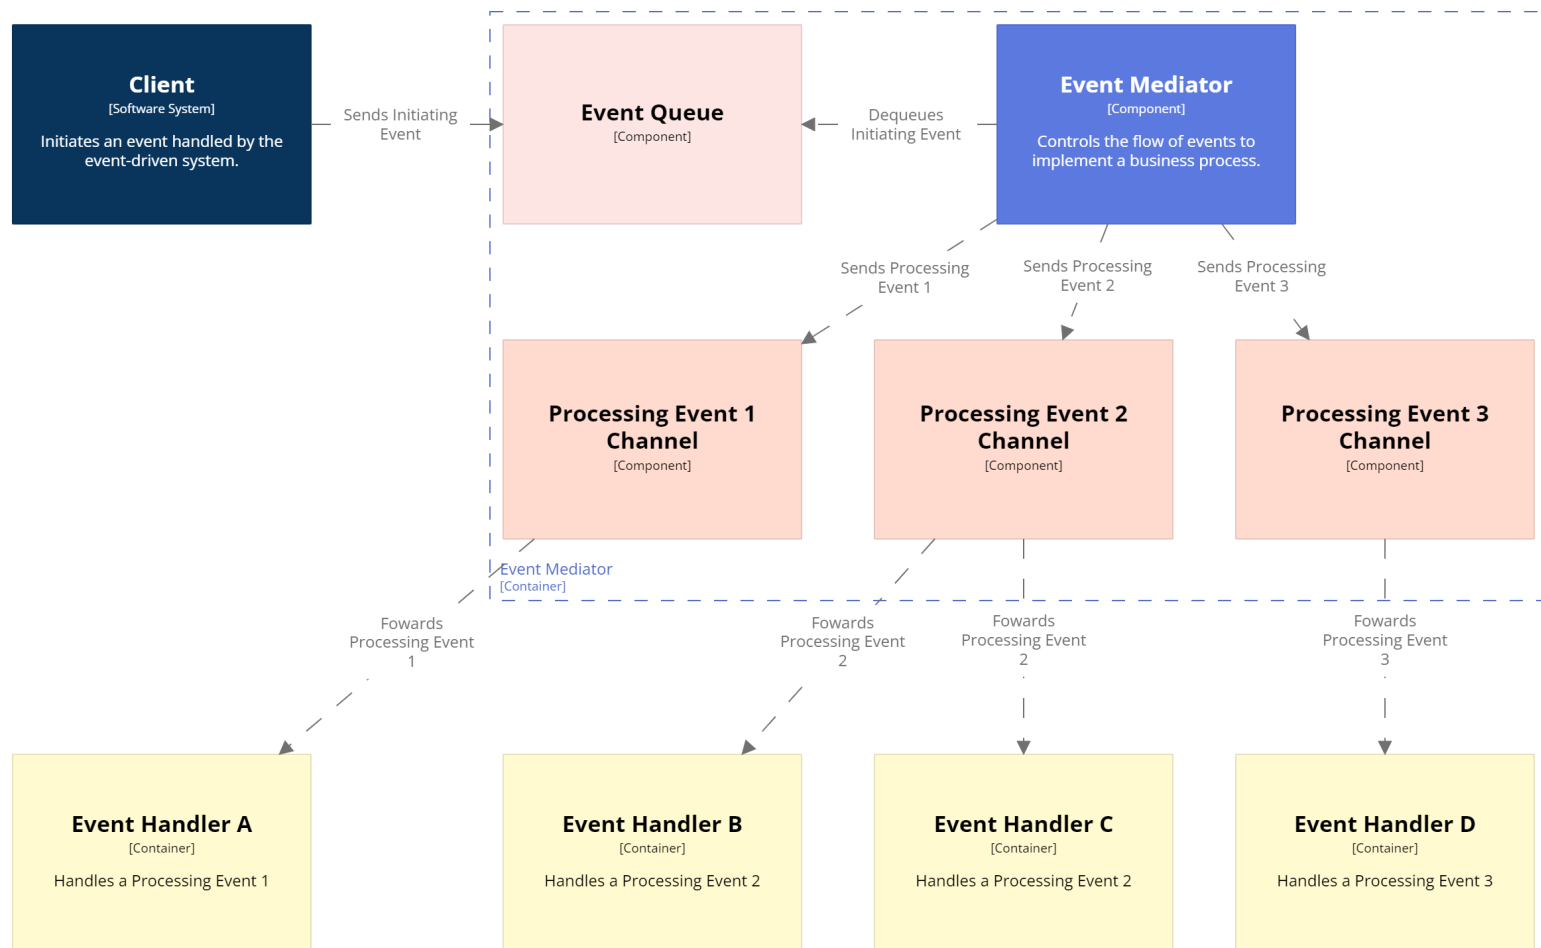 Client
[Software System]
Initiates an event handled by the
event-driven system.
Sends Initiating
Event
Event Queue
[Component]
Dequeues
Initiating Event
Event Mediator
[Component]
Controls the flow of events to
implement a business process.
Sends Processing
Event 1
Sends Processing
Event 2
Sends Processing
Event 3
Processing Event 1
Channel
[Component]
Processing Event 2
Channel
[Component]
Processing Event 3
Channel
[Component]
Event Mediator
[Container]
Fowards
Processing Event
1
Fowards
Processing Event
2
Fowards
Processing Event
2
Fowards
Processing Event
3
Event Handler A
[Container]
Handles a Processing Event 1
Event Handler B
[Container]
Handles a Processing Event 2
Event Handler C
[Container]
Handles a Processing Event 2
Event Handler D
[Container]
Handles a Processing Event 3